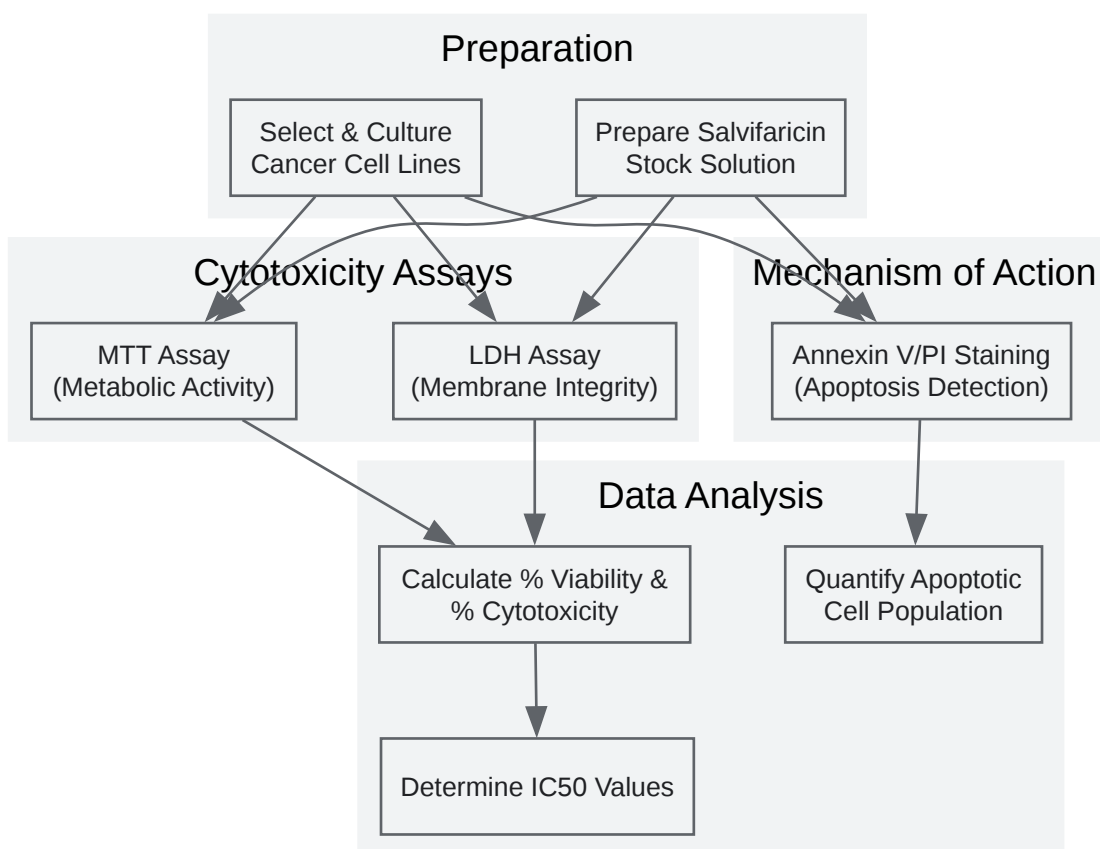 Preparation
Select & Culture
Cancer Cell Lines
Prepare Salvifaricin
Stock Solution
Cytotoxicity Assays
Mechanism of Action
MTT Assay
(Metabolic Activity)
LDH Assay
(Membrane Integrity)
Annexin V/PI Staining
(Apoptosis Detection)
Data Analysis
Calculate % Viability &
% Cytotoxicity
Quantify Apoptotic
Cell Population
Determine IC50 Values